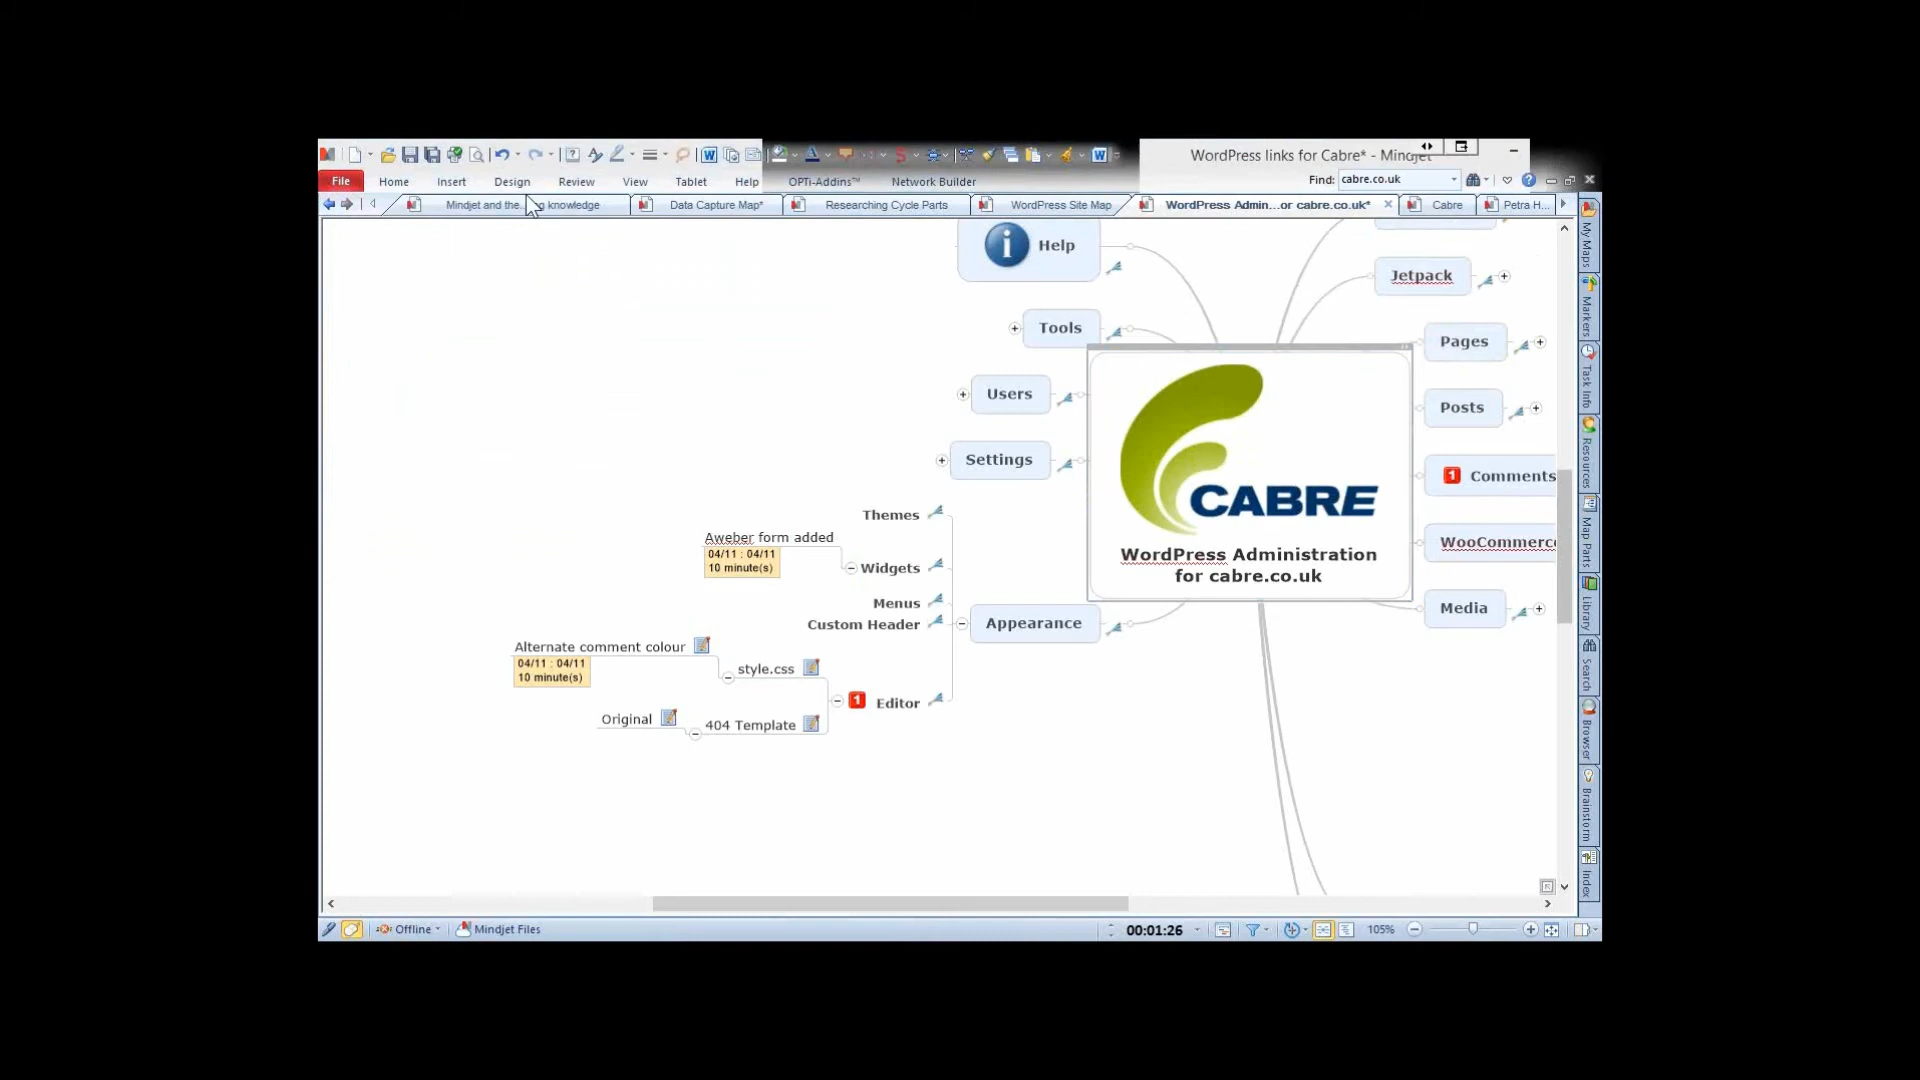 WordPress links for Cabre* - Mindjet
File
Home
Insert
Design
Review
View
Tablet
Help
OPTi-Addins™
Network Builder
Find:
cabre.co.uk
Mindjet and the...g knowledge
Data Capture Map*
Researching Cycle Parts
WordPress Site Map
WordPress Admin...or cabre.co.uk*
Cabre
Petra H...
Help
Tools
Users
Settings
Themes
Aweber form added
04/11 : 04/11
10 minute(s)
Widgets
Menus
Custom Header
Appearance
Alternate comment colour
04/11 : 04/11
10 minute(s)
style.css
1 Editor
Original
404 Template
CABRE
WordPress Administration
for cabre.co.uk
Jetpack
Pages
Posts
1 Comments
WooCommerce
Media
My Maps
Markers
Task Info
Resources
Map Parts
Library
Search
Browser
Brainstorm
Index
Offline
Mindjet Files
00:01:26
105%